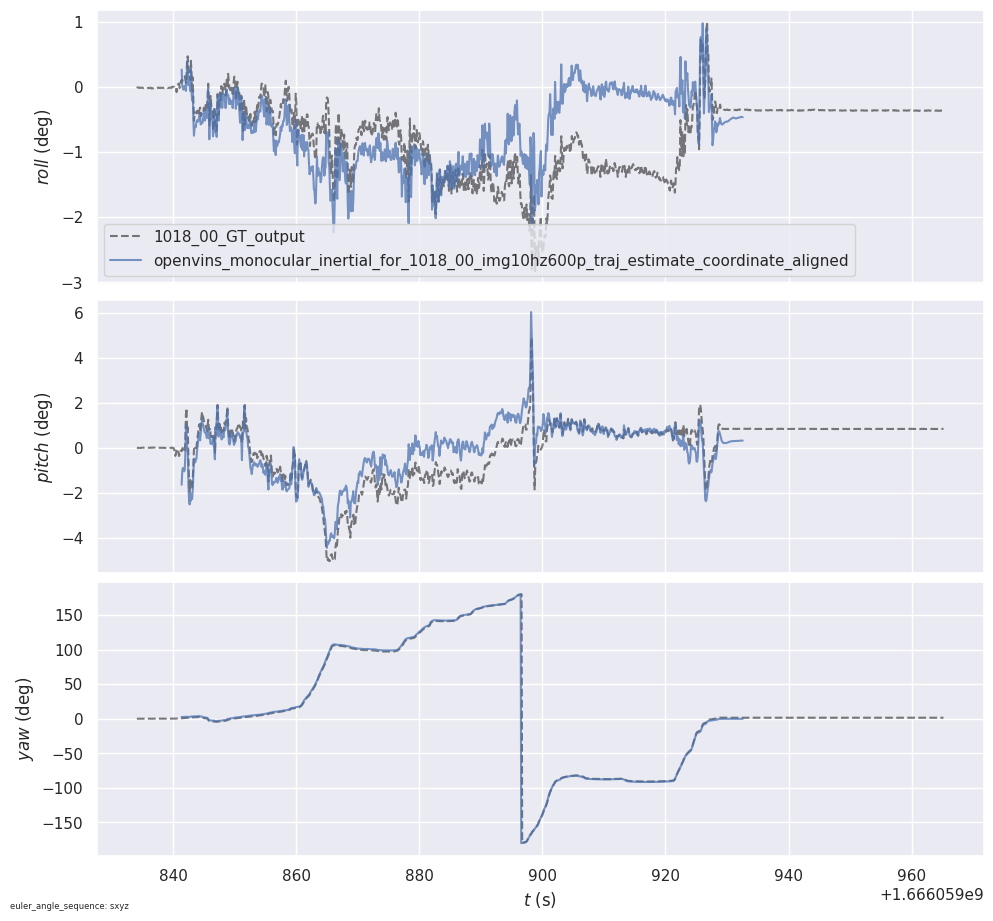 1
0
−1
−2
−3
roll (deg)
1018_00_GT_output
openvins_monocular_inertial_for_1018_00_img10hz600p_traj_estimate_coordinate_aligned
6
4
2
0
−2
−4
pitch (deg)
150
100
50
0
−50
−100
−150
yaw (deg)
840 860 880 900 920 940 960
+1.666059e9
t (s)
euler_angle_sequence: sxyz